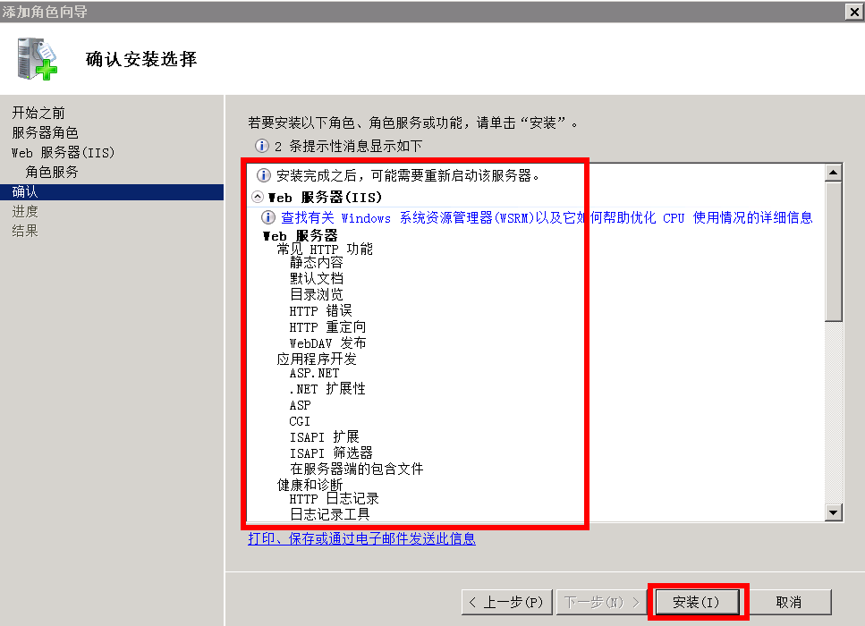 添加角色向导
确认安装选择
开始之前
服务器角色
Web 服务器(IIS)
角色服务
确认
进度
结果
若要安装以下角色、角色服务或功能，请单击“安装”。
2 条提示性消息显示如下
安装完成之后，可能需要重新启动该服务器。
Web 服务器(IIS)
查找有关 Windows 系统资源管理器(WSRM)以及它如何帮助优化 CPU 使用情况的详细信息
Web 服务器
常见 HTTP 功能
静态内容
默认文档
目录浏览
HTTP 错误
HTTP 重定向
WebDAV 发布
应用程序开发
ASP.NET
.NET 扩展性
ASP
CGI
ISAPI 扩展
ISAPI 筛选器
在服务器端的包含文件
健康和诊断
HTTP 日志记录
日志记录工具
打印、保存或通过电子邮件发送此信息
< 上一步(P)
下一步(N) >
安装(I)
取消